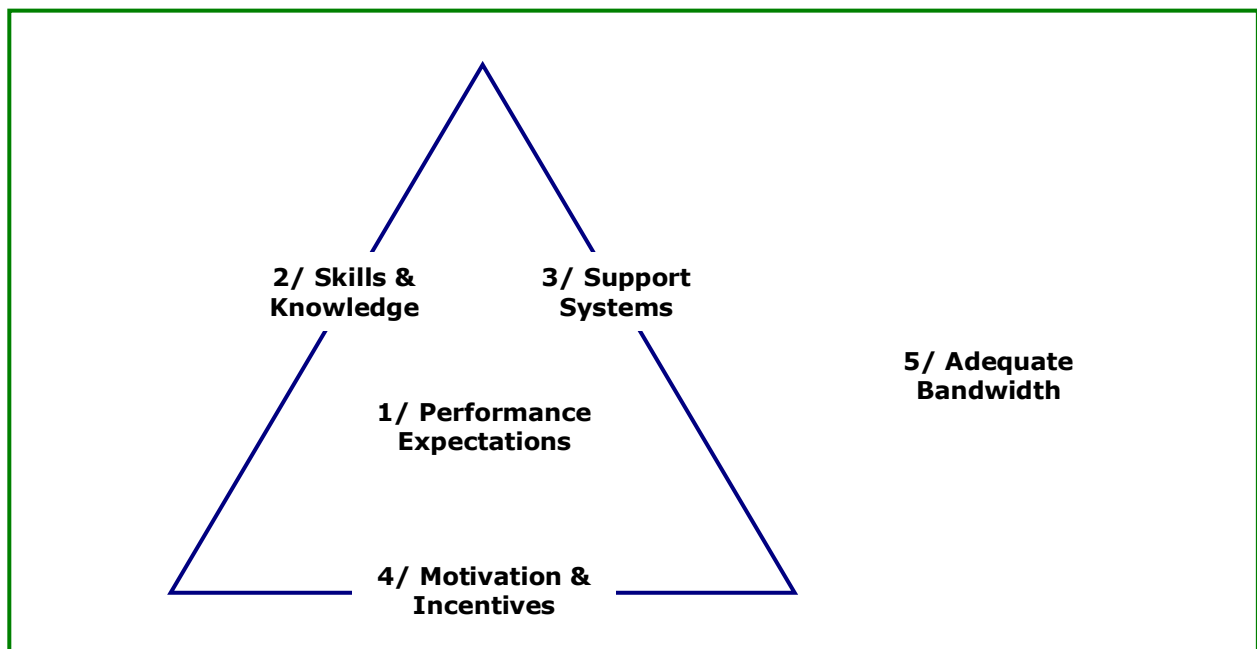 2/ Skills &
Knowledge
3/ Support
Systems
5/ Adequate
Bandwidth
1/ Performance
Expectations
4/ Motivation &
Incentives